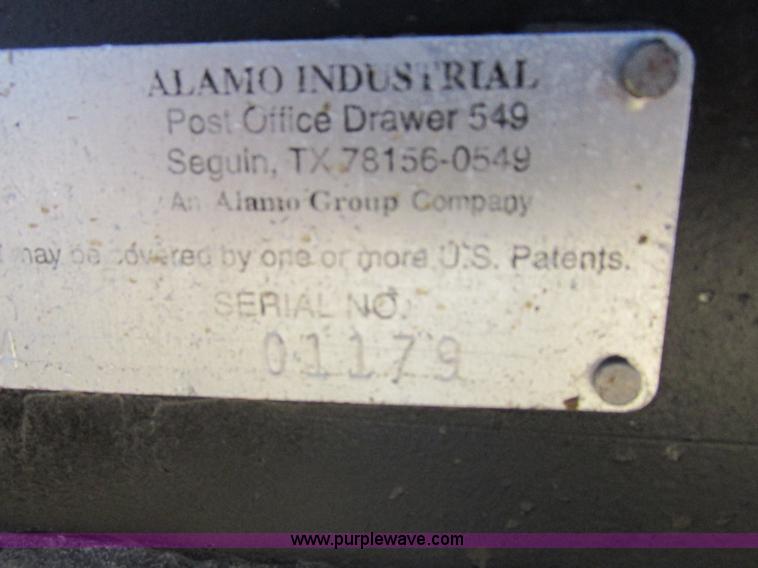 ALAMO INDUSTRIAL
Post Office Drawer 549
Seguin, TX 78156-0549
An Alamo Group Company
may be covered by one or more U.S. Patents.
SERIAL NO.
01179
www.purplewave.com